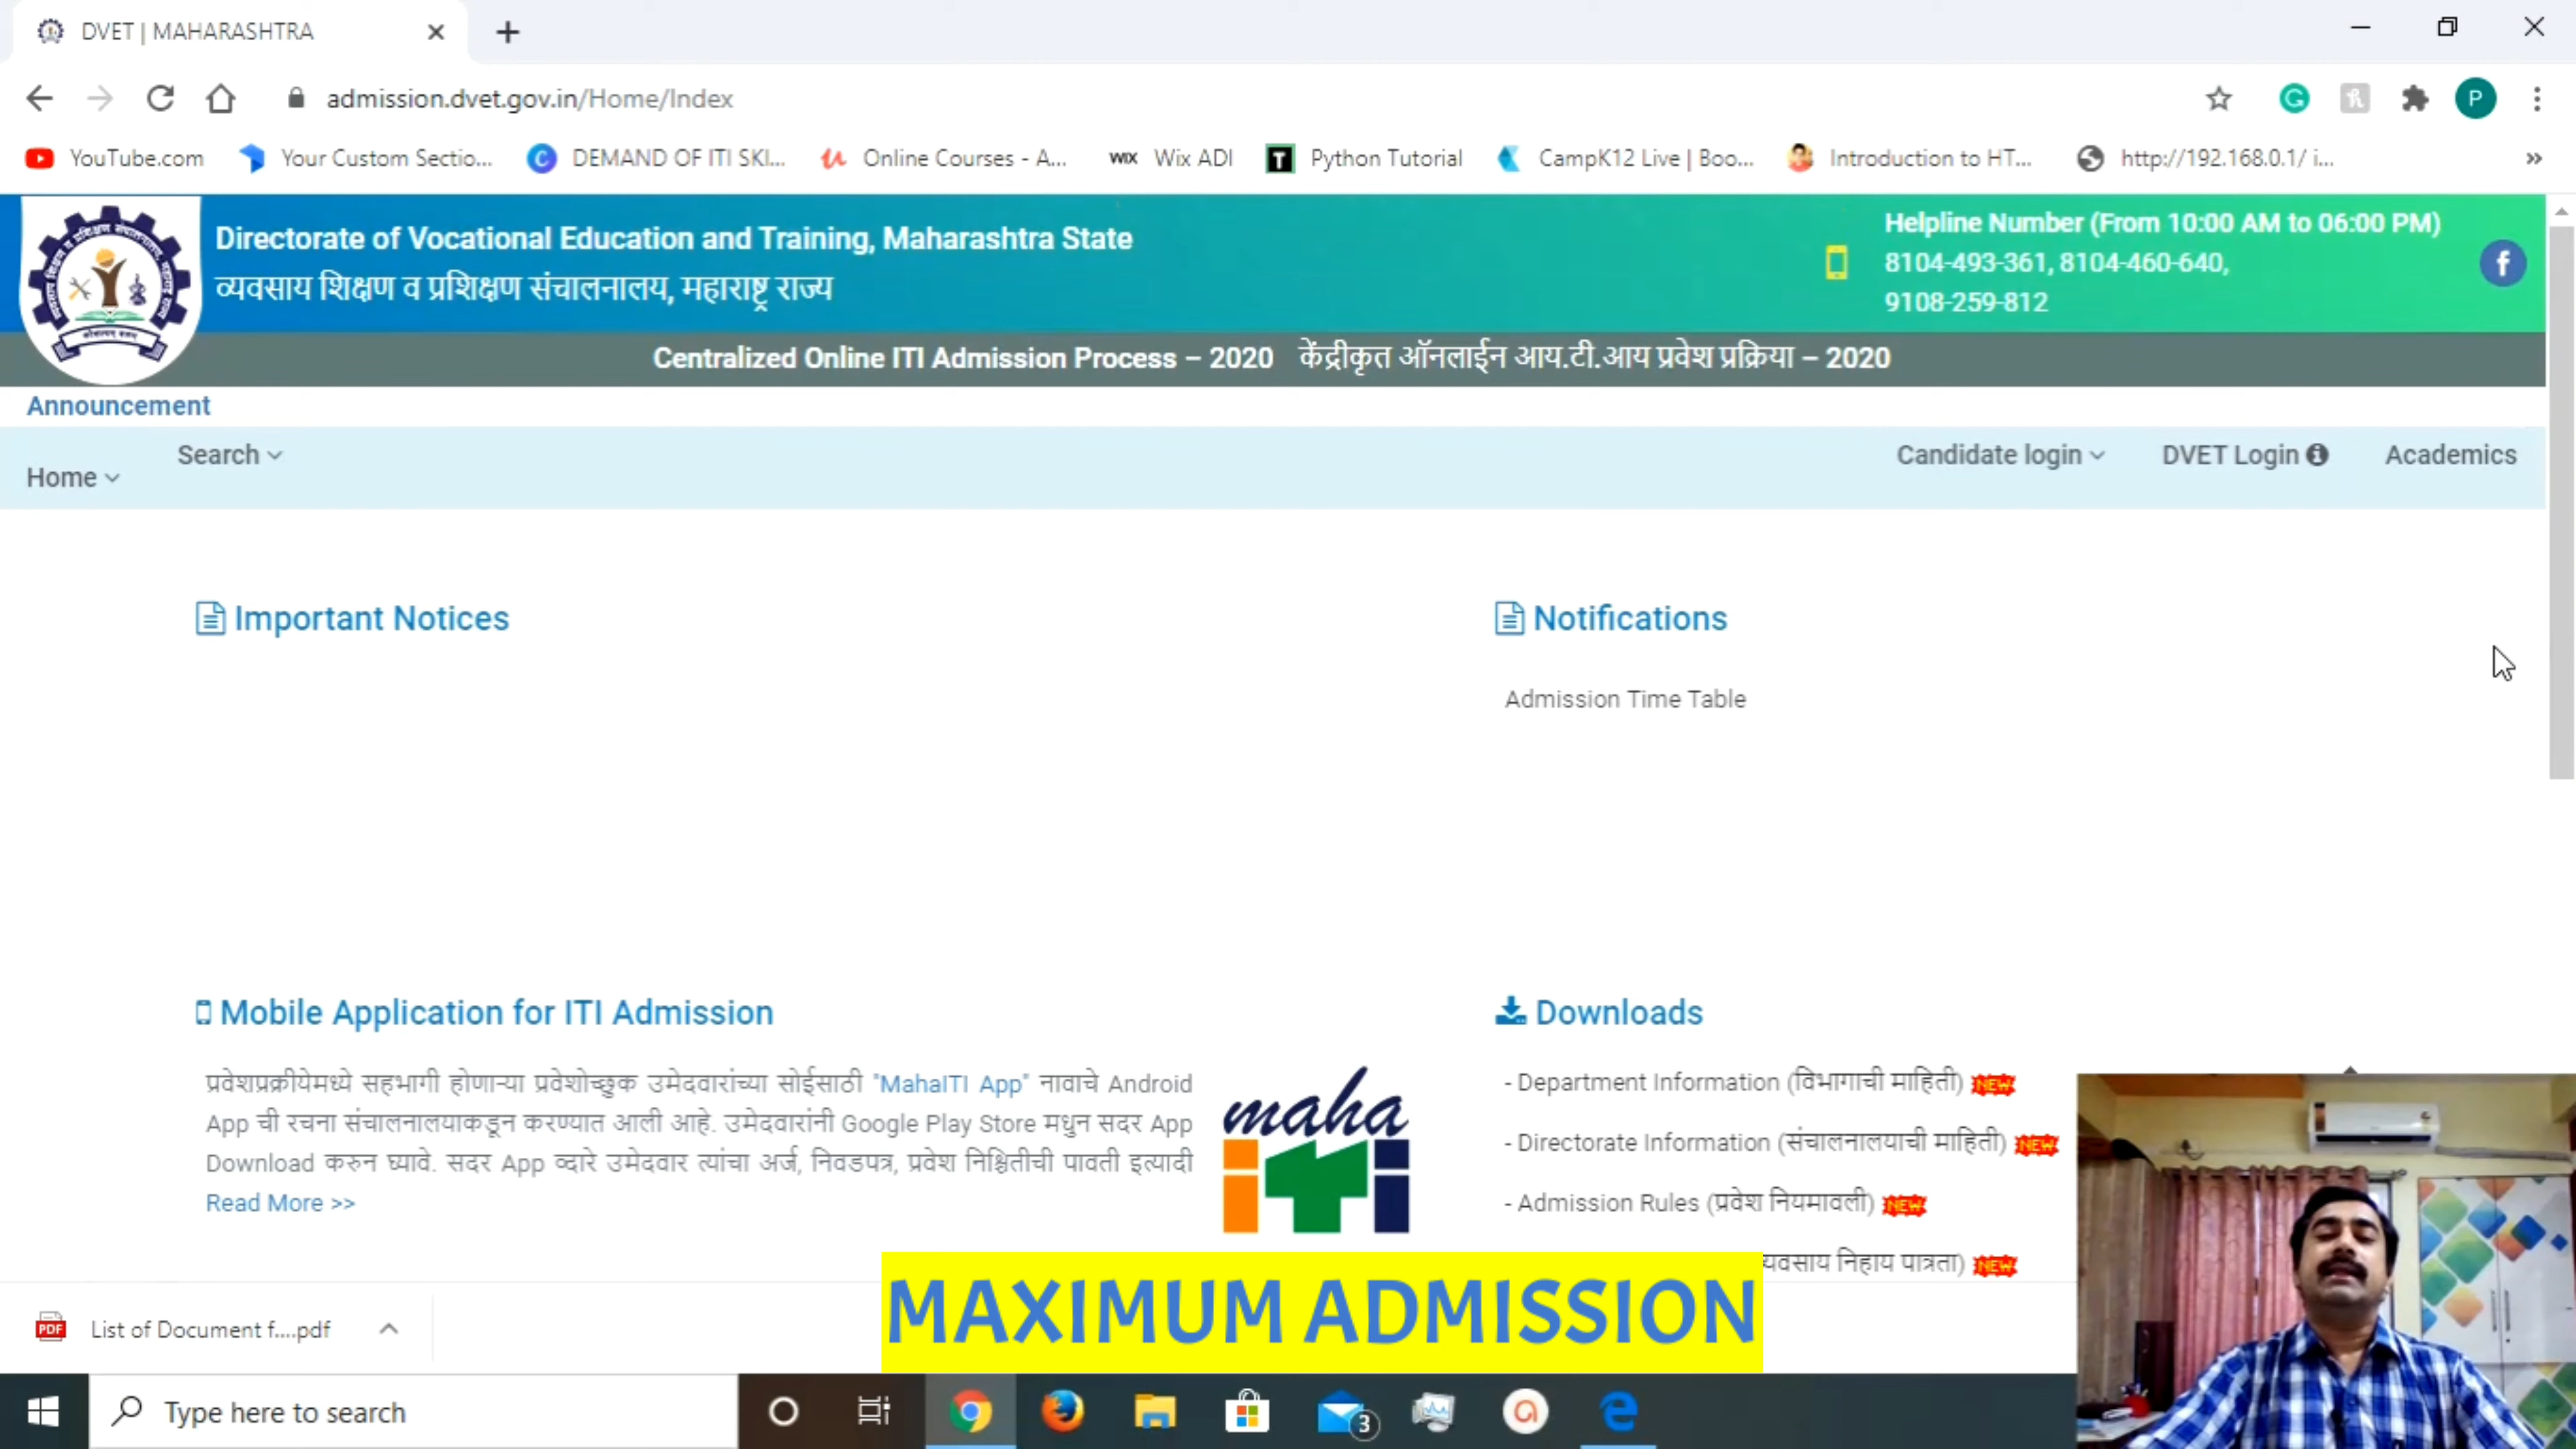 DVET | MAHARASHTRA
admission.dvet.gov.in/Home/Index
YouTube.com
Your Custom Sectio...
DEMAND OF ITI SKI...
Online Courses - A...
WIX Wix ADI
Python Tutorial
CampK12 Live | Boo...
Introduction to HT...
http://192.168.0.1/ i...
Directorate of Vocational Education and Training, Maharashtra State
व्यवसाय शिक्षण व प्रशिक्षण संचालनालय, महाराष्ट्र राज्य
Helpline Number (From 10:00 AM to 06:00 PM)
8104-493-361, 8104-460-640,
9108-259-812
Centralized Online ITI Admission Process – 2020 केंद्रीकृत ऑनलाईन आय.टी.आय प्रवेश प्रक्रिया – 2020
Announcement
Home
Search
Candidate login
DVET Login
Academics
Important Notices
Notifications
Admission Time Table
Mobile Application for ITI Admission
प्रवेशप्रक्रीयेमध्ये सहभागी होणाऱ्या प्रवेशोच्छुक उमेदवारांच्या सोईसाठी "MahaITI App" नावाचे Android
App ची रचना संचालनालयाकडून करण्यात आली आहे. उमेदवारांनी Google Play Store मधुन सदर App
Download करुन घ्यावे. सदर App व्दारे उमेदवार त्यांचा अर्ज, निवडपत्र, प्रवेश निश्चितीची पावती इत्यादी
Read More >>
maha
iTi
Downloads
- Department Information (विभागाची माहिती) NEW
- Directorate Information (संचालनालयाची माहिती) NEW
- Admission Rules (प्रवेश नियमावली) NEW
व्यवसाय निहाय पात्रता) NEW
MAXIMUM ADMISSION
PDF List of Document f....pdf
Type here to search
3
P